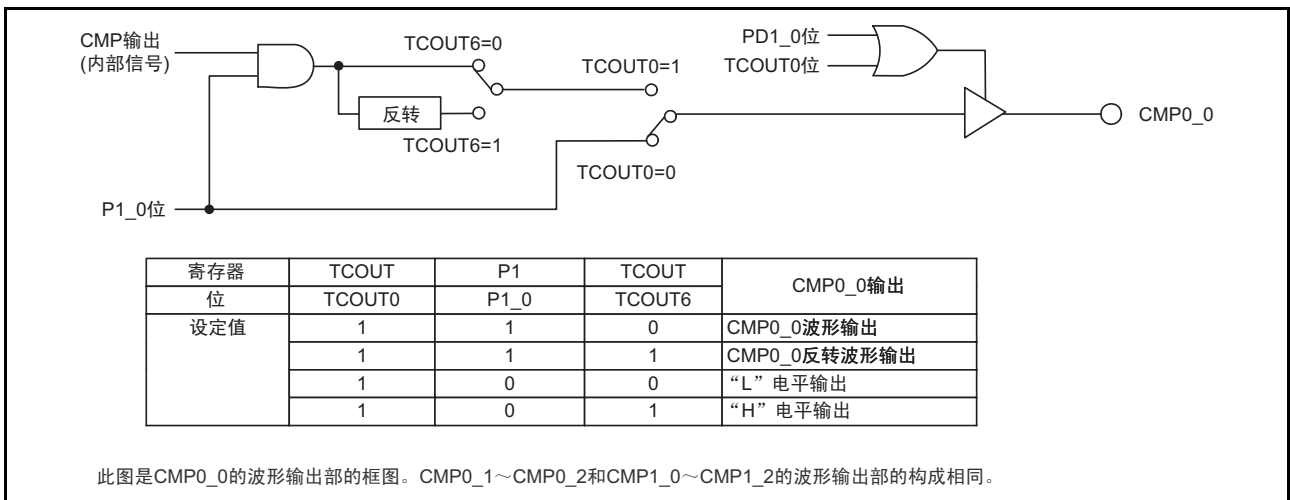 CMP输出
(内部信号)
TCOUT6=0
反转
TCOUT6=1
TCOUT0=1
TCOUT0=0
PD1_0位
TCOUT0位
CMP0_0
P1_0位
寄存器 TCOUT P1 TCOUT CMP0_0输出
位 TCOUT0 P1_0 TCOUT6
设定值 1 1 0 CMP0_0波形输出
1 1 1 CMP0_0反转波形输出
1 0 0 “L”电平输出
1 0 1 “H”电平输出
此图是CMP0_0的波形输出部的框图。CMP0_1～CMP0_2和CMP1_0～CMP1_2的波形输出部的构成相同。